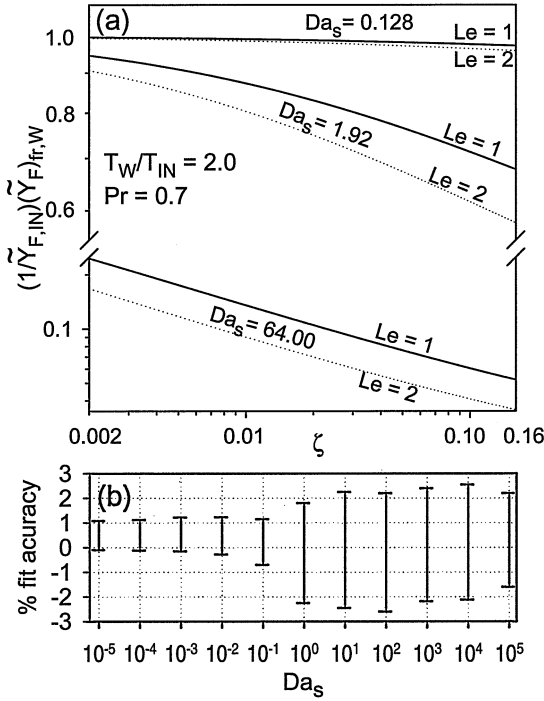 (a)
Da_s = 0.128
Le = 1
Le = 2
1.0
0.8
0.6
0.1
Da_s = 1.92
Le = 1
Le = 2
T_W/T_IN = 2.0
Pr = 0.7
(1/Ỹ_F,IN)(Ỹ_F)_fr,W
Da_s = 64.00
Le = 1
Le = 2
0.002
0.01
0.10
0.16
ζ
(b)
% fit acuracy
3
2
1
0
-1
-2
-3
10^-5
10^-4
10^-3
10^-2
10^-1
10^0
10^1
10^2
10^3
10^4
10^5
Da_s